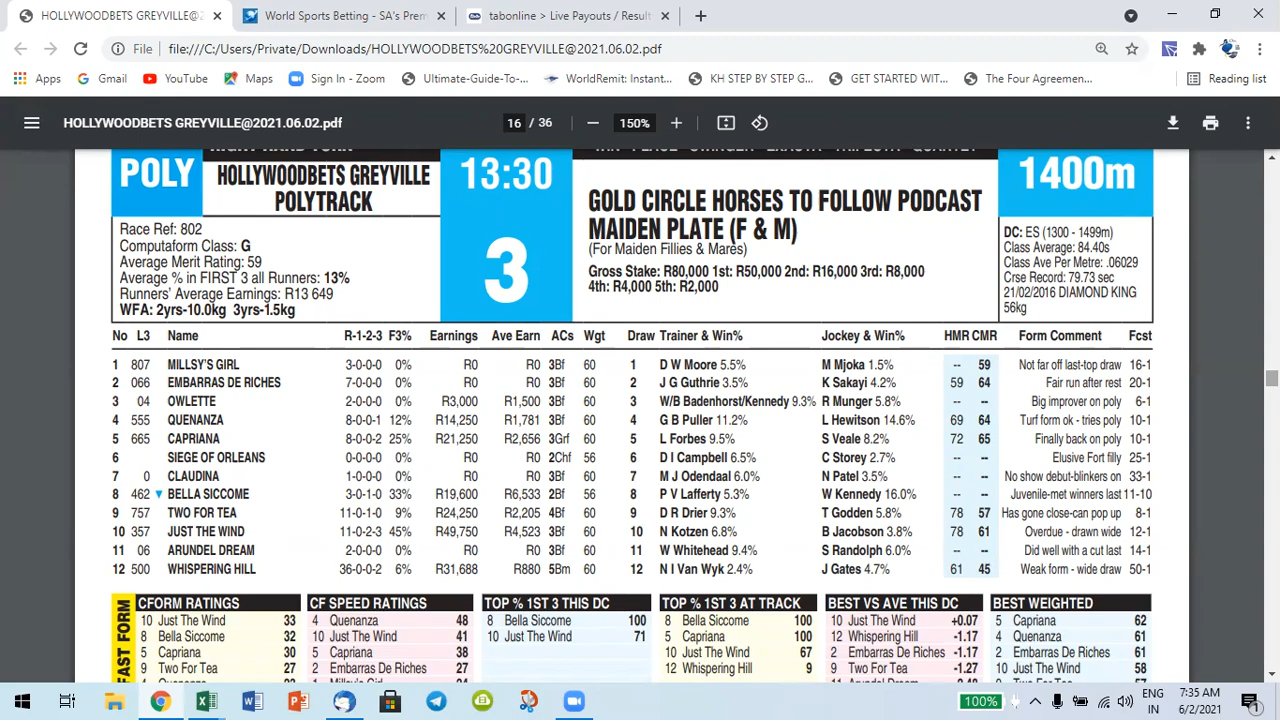 HOLLYWOODBETS GREYVILLE@202
World Sports Betting - SA's Prem
tabonline > Live Payouts / Result
File
file:///C:/Users/Private/Downloads/HOLLYWOODBETS%20GREYVILLE@2021.06.02.pdf
Apps Gmail YouTube Maps Sign In - Zoom Ultimate-Guide-To-... WorldRemit: Instant... KH STEP BY STEP G... GET STARTED WIT... The Four Agreemen... Reading list
HOLLYWOODBETS GREYVILLE@2021.06.02.pdf 16 / 36 150%
POLY
HOLLYWOODBETS GREYVILLE
POLYTRACK
13:30
3
GOLD CIRCLE HORSES TO FOLLOW PODCAST
MAIDEN PLATE (F & M)
(For Maiden Fillies & Mares)
Gross Stake: R80,000 1st: R50,000 2nd: R16,000 3rd: R8,000
4th: R4,000 5th: R2,000
1400m
Race Ref: 802
Computaform Class: G
Average Merit Rating: 59
Average % in FIRST 3 all Runners: 13%
Runners' Average Earnings: R13 649
WFA: 2yrs-10.0kg 3yrs-1.5kg
DC: ES (1300 - 1499m)
Class Average: 84.40s
Class Ave Per Metre: .06029
Crse Record: 79.73 sec
21/02/2016 DIAMOND KING
56kg
No L3 Name R-1-2-3 F3% Earnings Ave Earn ACs Wgt Draw Trainer & Win% Jockey & Win% HMR CMR Form Comment Fcst
1 807 MILLSY'S GIRL 3-0-0-0 0% R0 R0 3Bf 60 1 D W Moore 5.5% M Mjoka 1.5% -- 59 Not far off last-top draw 16-1
2 066 EMBARRAS DE RICHES 7-0-0-0 0% R0 R0 3Bf 60 2 J G Guthrie 3.5% K Sakayi 4.2% 59 64 Fair run after rest 20-1
3 04 OWLETTE 2-0-0-0 0% R3,000 R1,500 3Bf 60 3 W/B Badenhorst/Kennedy 9.3% R Munger 5.8% -- -- Big improver on poly 6-1
4 555 QUENANZA 8-0-0-1 12% R14,250 R1,781 3Bf 60 4 G B Puller 11.2% L Hewitson 14.6% 69 64 Turf form ok - tries poly 10-1
5 665 CAPRIANA 8-0-0-2 25% R21,250 R2,656 3Grf 60 5 L Forbes 9.5% S Veale 8.2% 72 65 Finally back on poly 10-1
6 SIEGE OF ORLEANS 0-0-0-0 0% R0 R0 2Chf 56 6 D I Campbell 6.5% C Storey 2.7% -- -- Elusive Fort filly 25-1
7 0 CLAUDINA 1-0-0-0 0% R0 R0 3Bf 60 7 M J Odendaal 6.0% N Patel 3.5% -- -- No show debut-blinkers on 33-1
8 462 ▼ BELLA SICCOME 3-0-1-0 33% R19,600 R6,533 2Bf 56 8 P V Lafferty 5.3% W Kennedy 16.0% -- -- Juvenile-met winners last 11-10
9 757 TWO FOR TEA 11-0-1-0 9% R24,250 R2,205 4Bf 60 9 D R Drier 9.3% T Godden 5.8% 78 57 Has gone close-can pop up 8-1
10 357 JUST THE WIND 11-0-2-3 45% R49,750 R4,523 3Bf 60 10 N Kotzen 6.8% B Jacobson 3.8% 78 61 Overdue - drawn wide 12-1
11 06 ARUNDEL DREAM 2-0-0-0 0% R0 R0 3Bf 60 11 W Whitehead 9.4% S Randolph 6.0% -- -- Did well with a cut last 14-1
12 500 WHISPERING HILL 36-0-0-2 6% R31,688 R880 5Bm 60 12 N I Van Wyk 2.4% J Gates 4.7% 61 45 Weak form - wide draw 50-1
FAST FORM
CFORM RATINGS CF SPEED RATINGS TOP % 1ST 3 THIS DC TOP % 1ST 3 AT TRACK BEST VS AVE THIS DC BEST WEIGHTED
10 Just The Wind 33 4 Quenanza 48 8 Bella Siccome 100 8 Bella Siccome 100 10 Just The Wind +0.07 5 Capriana 62
8 Bella Siccome 32 10 Just The Wind 41 10 Just The Wind 71 5 Capriana 100 12 Whispering Hill -1.17 4 Quenanza 61
5 Capriana 30 5 Capriana 38 10 Just The Wind 67 2 Embarras De Riches -1.17 10 Just The Wind 58
9 Two For Tea 27 2 Embarras De Riches 27 12 Whispering Hill 9 9 Two For Tea -1.27
100% ENG 7:35 AM
IN 6/2/2021